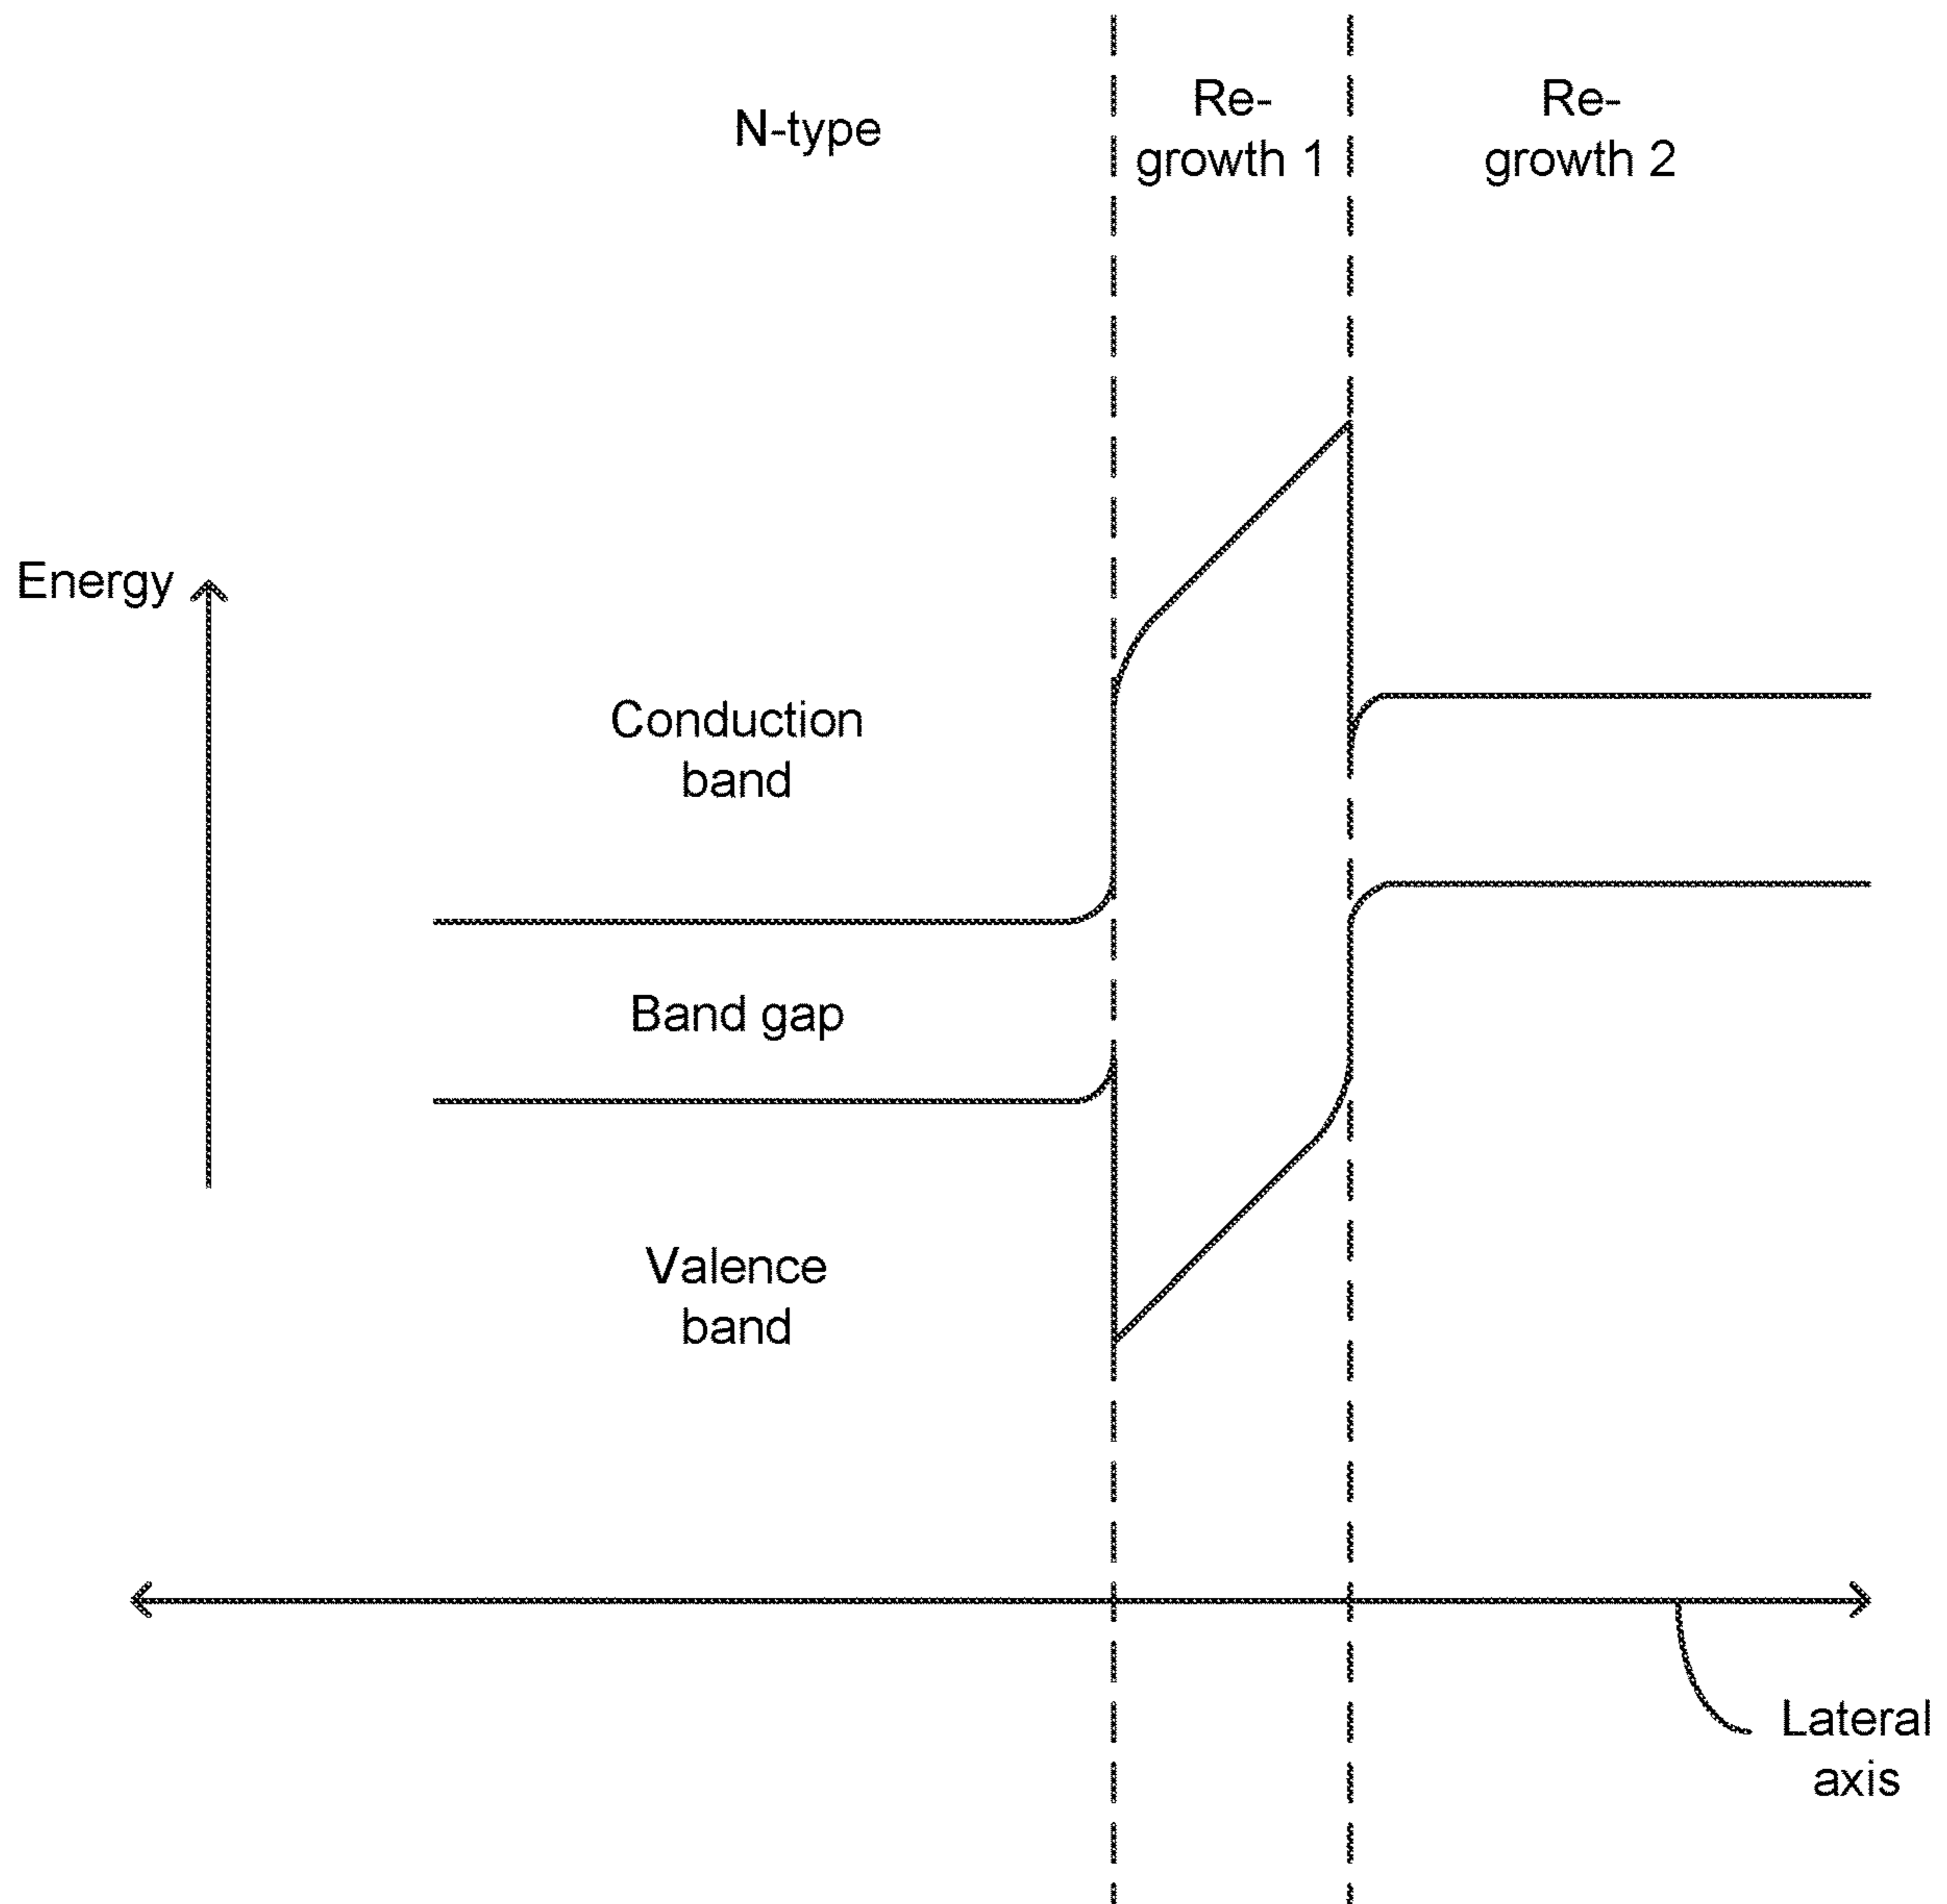 N-type
Re-
growth 1
Re-
growth 2
Energy
Conduction
band
Band gap
Valence
band
Lateral
axis